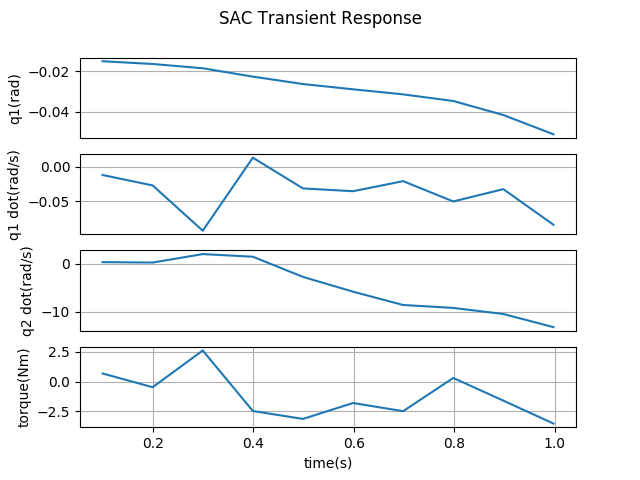 SAC Transient Response
q1(rad)
−0.02
−0.04
q1 dot(rad/s)
0.00
−0.05
q2 dot(rad/s)
0
−10
torque(Nm)
2.5
0.0
−2.5
0.2 0.4 0.6 0.8 1.0
time(s)